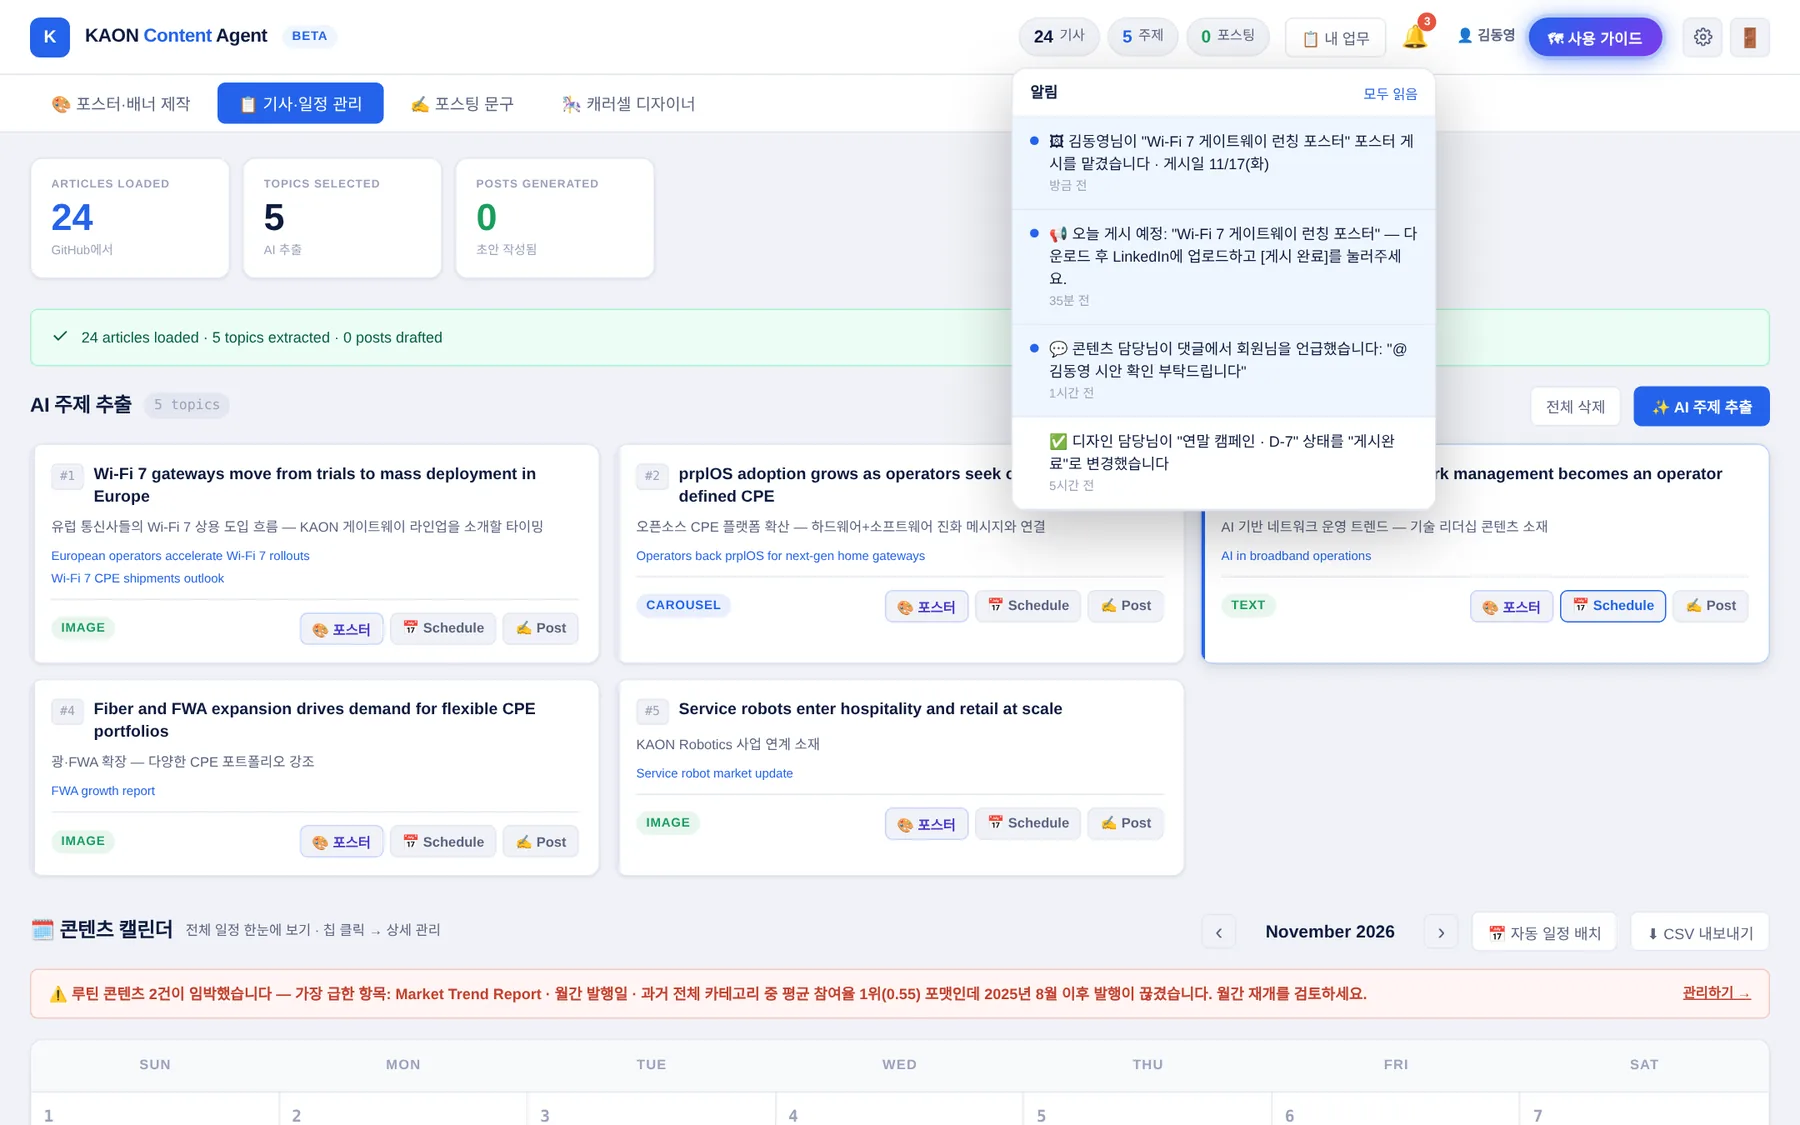 K KAON Content Agent BETA
24 기사 5 주제 0 포스팅 📋 내 업무 🔔 3 👤 김동영 🗺 사용 가이드
🎨 포스터·배너 제작 📋 기사·일정 관리 ✍ 포스팅 문구 🎠 캐러셀 디자이너
알림 모두 읽음
🖼 김동영님이 "Wi-Fi 7 게이트웨이 런칭 포스터" 포스터 게
시를 맡겼습니다 · 게시일 11/17(화)
방금 전
📢 오늘 게시 예정: "Wi-Fi 7 게이트웨이 런칭 포스터" — 다
운로드 후 LinkedIn에 업로드하고 [게시 완료]를 눌러주세
요.
35분 전
💬 콘텐츠 담당님이 댓글에서 회원님을 언급했습니다: "@
김동영 시안 확인 부탁드립니다"
1시간 전
✅ 디자인 담당님이 "연말 캠페인 · D-7" 상태를 "게시완
료"로 변경했습니다
5시간 전
ARTICLES LOADED
24
GitHub에서
TOPICS SELECTED
5
AI 추출
POSTS GENERATED
0
초안 작성됨
24 articles loaded · 5 topics extracted · 0 posts drafted
AI 주제 추출 5 topics
전체 삭제 ✨ AI 주제 추출
#1 Wi-Fi 7 gateways move from trials to mass deployment in
Europe
유럽 통신사들의 Wi-Fi 7 상용 도입 흐름 — KAON 게이트웨이 라인업을 소개할 타이밍
European operators accelerate Wi-Fi 7 rollouts
Wi-Fi 7 CPE shipments outlook
IMAGE 🎨 포스터 📅 Schedule ✍ Post
#2 prplOS adoption grows as operators seek
defined CPE
오픈소스 CPE 플랫폼 확산 — 하드웨어+소프트웨어 진화 메시지와 연결
Operators back prplOS for next-gen home gateways
CAROUSEL 🎨 포스터 📅 Schedule ✍ Post
management becomes an operator
AI 기반 네트워크 운영 트렌드 — 기술 리더십 콘텐츠 소재
AI in broadband operations
TEXT 🎨 포스터 📅 Schedule ✍ Post
#4 Fiber and FWA expansion drives demand for flexible CPE
portfolios
광·FWA 확장 — 다양한 CPE 포트폴리오 강조
FWA growth report
IMAGE 🎨 포스터 📅 Schedule ✍ Post
#5 Service robots enter hospitality and retail at scale
KAON Robotics 사업 연계 소재
Service robot market update
IMAGE 🎨 포스터 📅 Schedule ✍ Post
🗓️ 콘텐츠 캘린더 전체 일정 한눈에 보기 · 칩 클릭 → 상세 관리
‹ November 2026 › 📅 자동 일정 배치 ⬇ CSV 내보내기
⚠️ 루틴 콘텐츠 2건이 임박했습니다 — 가장 급한 항목: Market Trend Report · 월간 발행일 · 과거 전체 카테고리 중 평균 참여율 1위(0.55) 포맷인데 2025년 8월 이후 발행이 끊겼습니다. 월간 재개를 검토하세요. 관리하기 →
SUN MON TUE WED THU FRI SAT
1 2 3 4 5 6 7